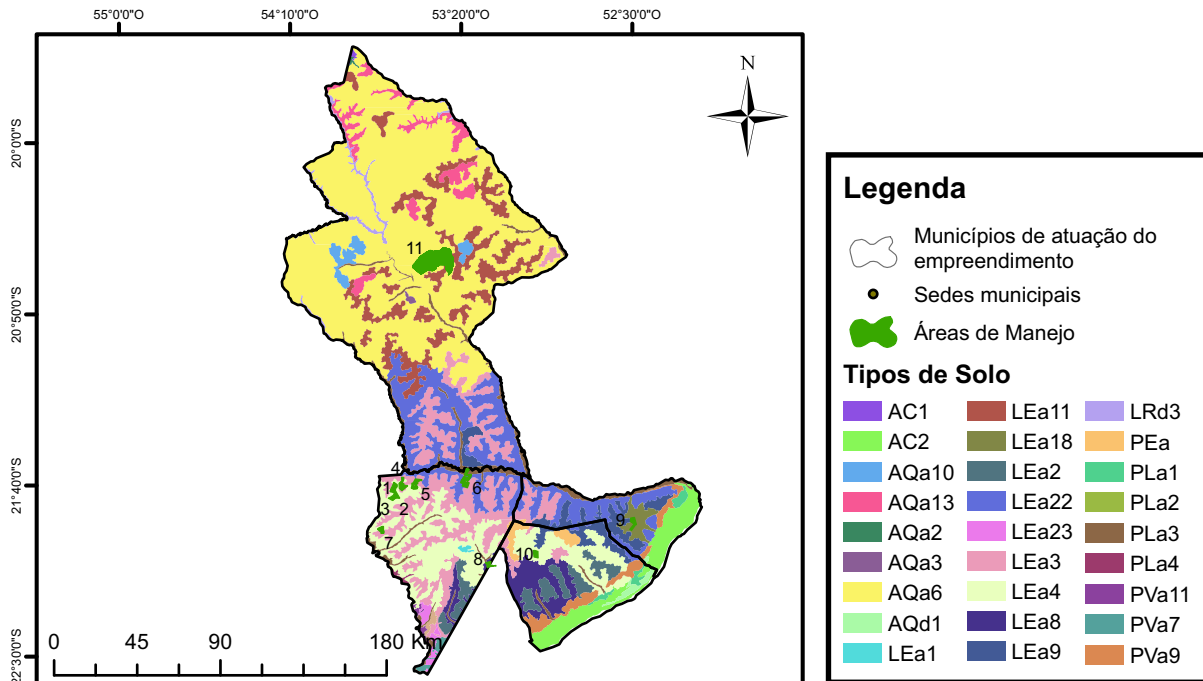 55°0'0"O 54°10'0"O 53°20'0"O 52°30'0"O
N
20°0'0"S
20°50'0"S
21°40'0"S
22°30'0"S
11
4
1
5
6
3 2
9
7
8
10
0 45 90 180 Km
Legenda
Municípios de atuação do
empreendimento
Sedes municipais
Áreas de Manejo
Tipos de Solo
AC1 LEa11 LRd3
AC2 LEa18 PEa
AQa10 LEa2 PLa1
AQa13 LEa22 PLa2
AQa2 LEa23 PLa3
AQa3 LEa3 PLa4
AQa6 LEa4 PVa11
AQd1 LEa8 PVa7
LEa1 LEa9 PVa9